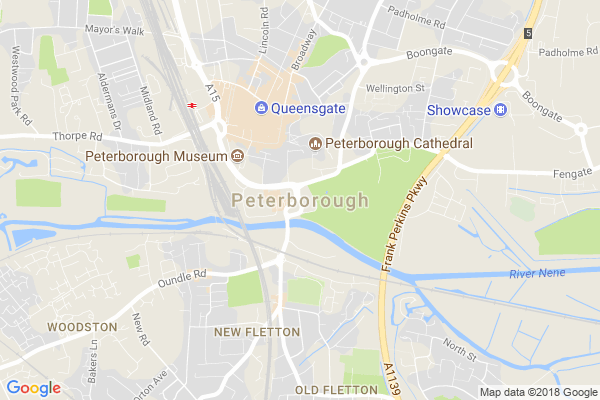 Mayor's Walk
Lincoln Rd
Broadway
Padholme Rd
5
Boongate
Padholme Rd
Westwood Park Rd
Aldermans Dr
Midland Rd
A15
Wellington St
Queensgate
Showcase
Boongate
Thorpe Rd
Peterborough Cathedral
Peterborough Museum
Fengate
Peterborough
Frank Perkins Pkwy
River Nene
Oundle Rd
WOODSTON
New Rd
NEW FLETTON
Bakers Ln
North St
A1139
OLD FLETTON
orton Ave
Google
Map data ©2018 Google